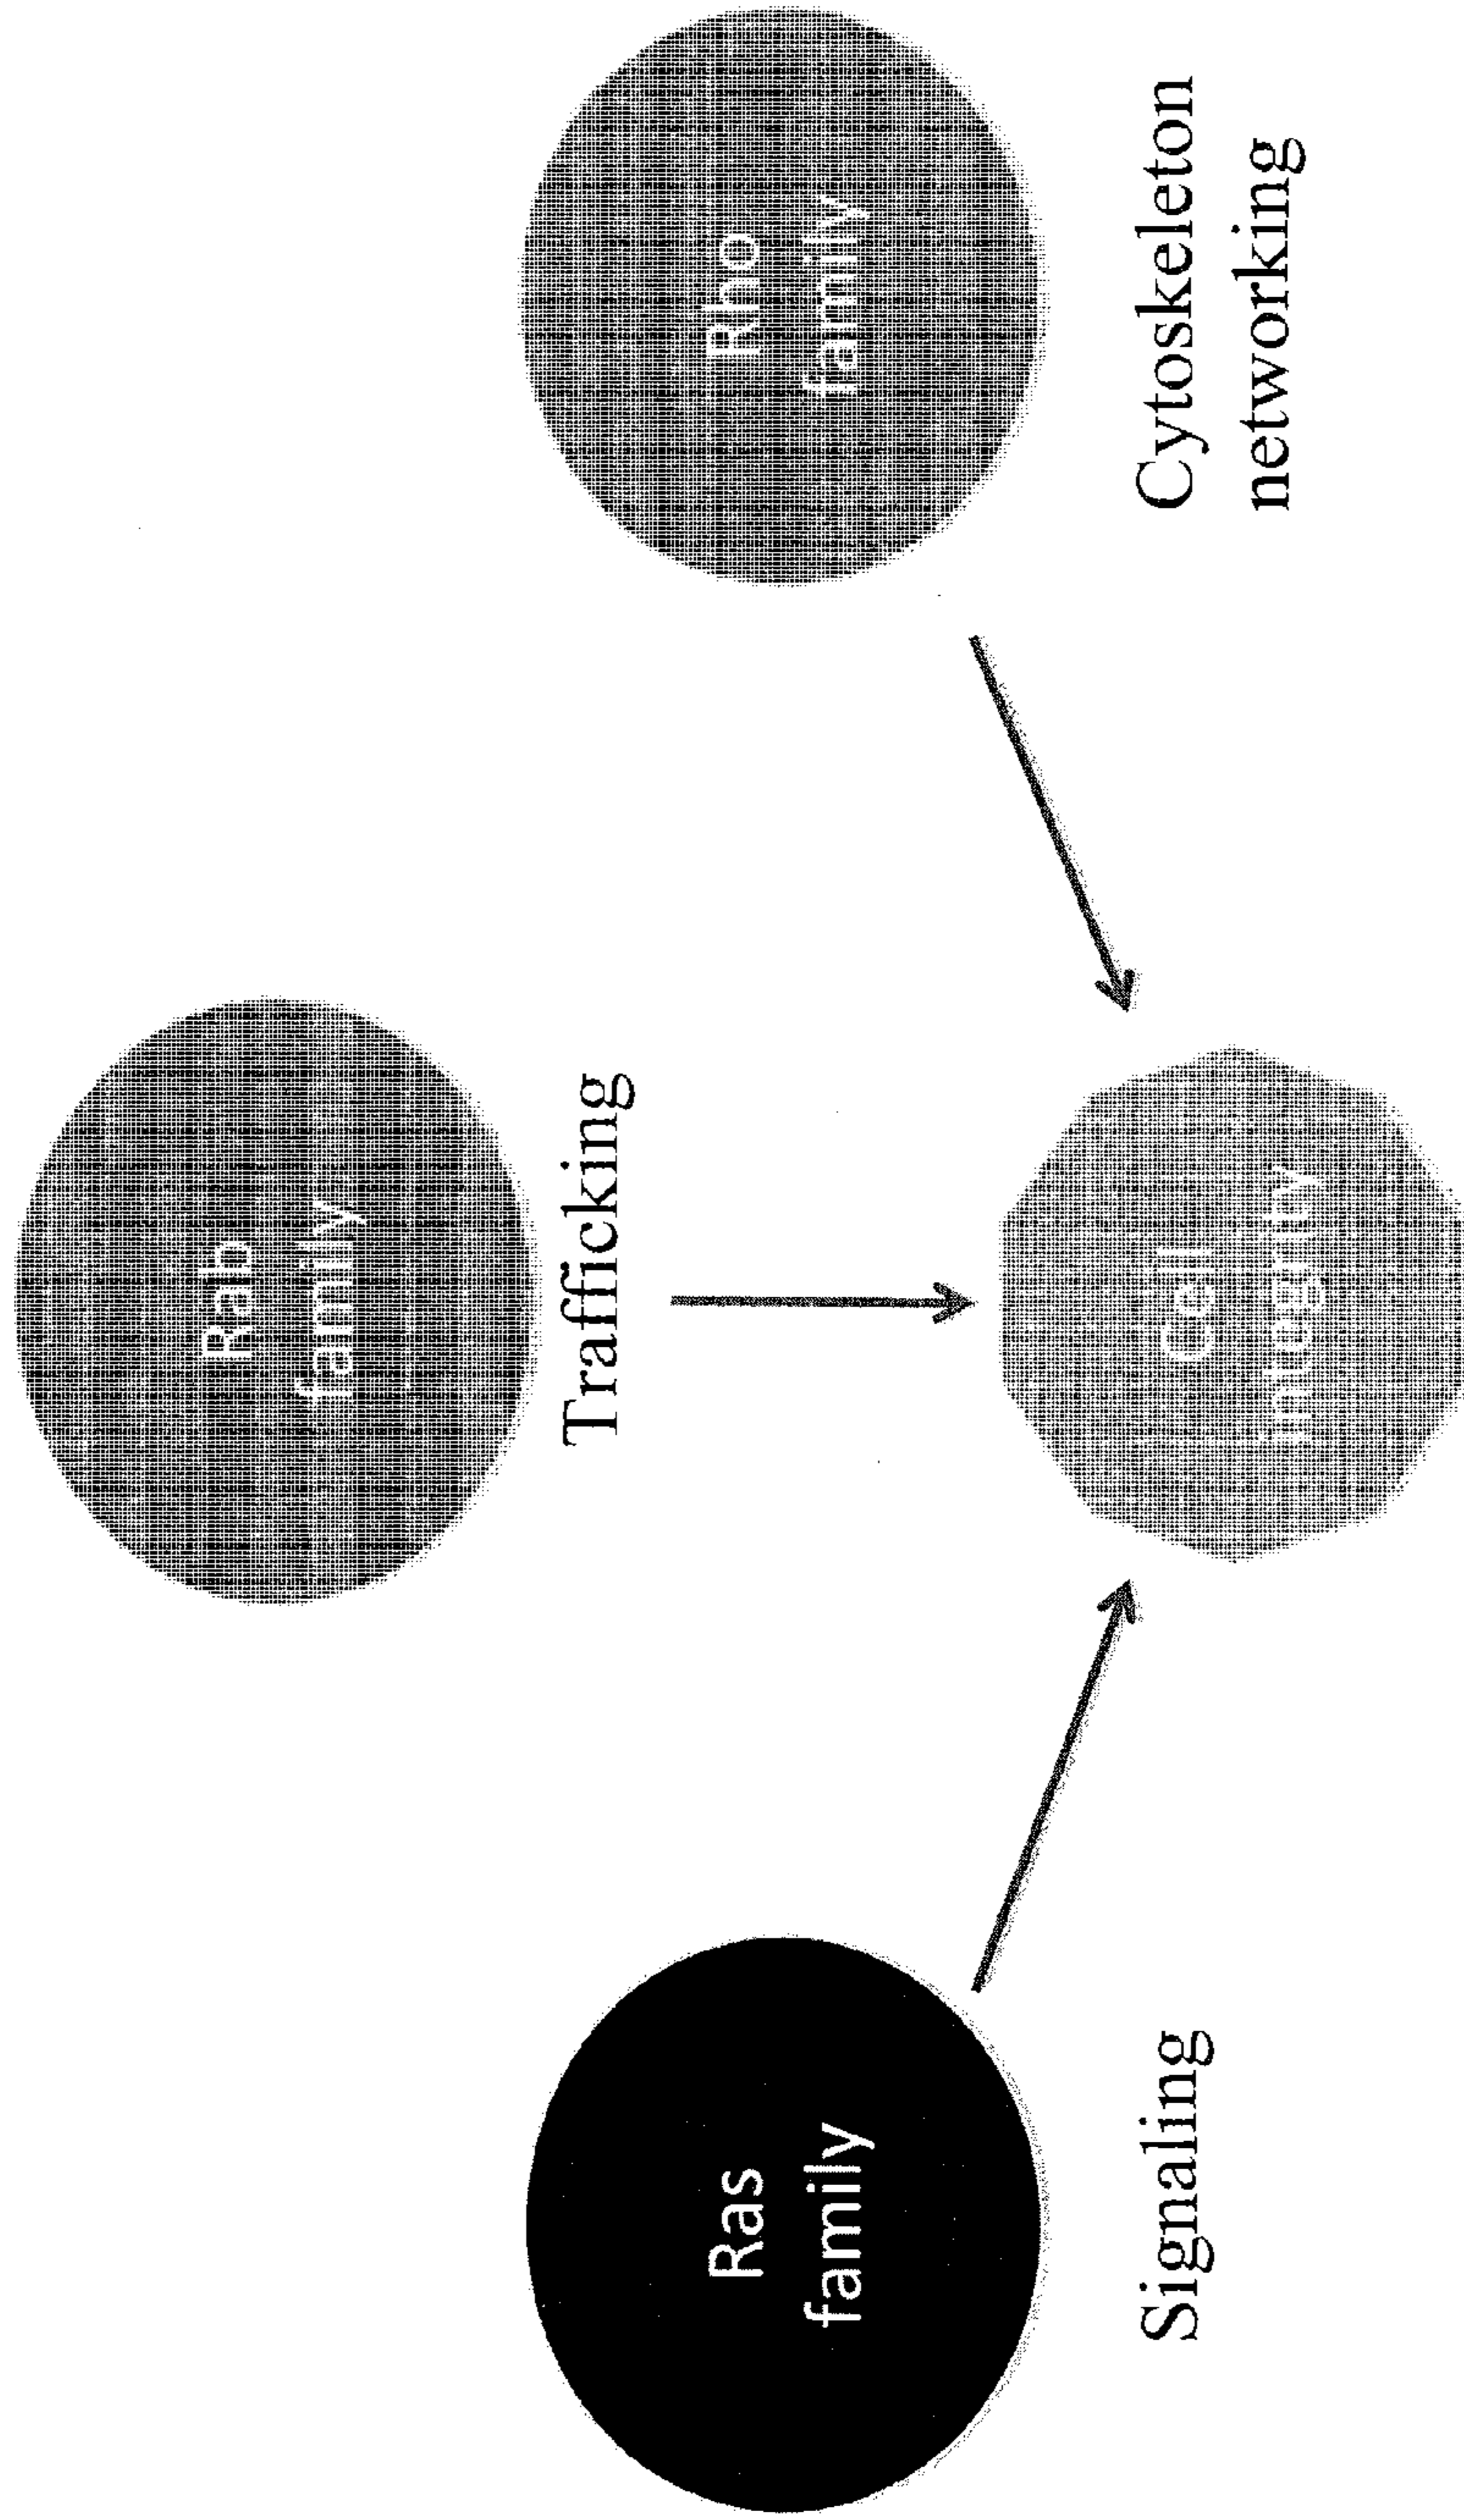 Rab
family
Trafficking
Ras
family
Signaling
Rho
family
Cytoskeleton
networking
Cell
integrity